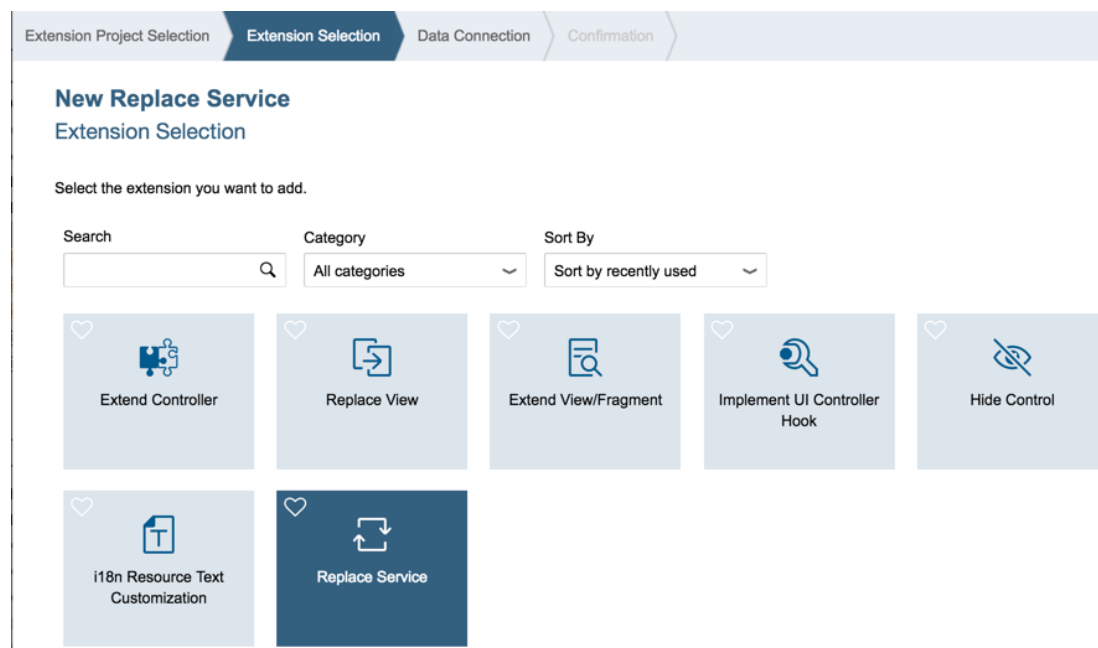 Extension Project Selection Extension Selection Data Connection Confirmation
New Replace Service
Extension Selection
Select the extension you want to add.
Search Category Sort By
All categories Sort by recently used
Extend Controller Replace View Extend View/Fragment Implement UI Controller Hook Hide Control
T
i18n Resource Text Customization Replace Service